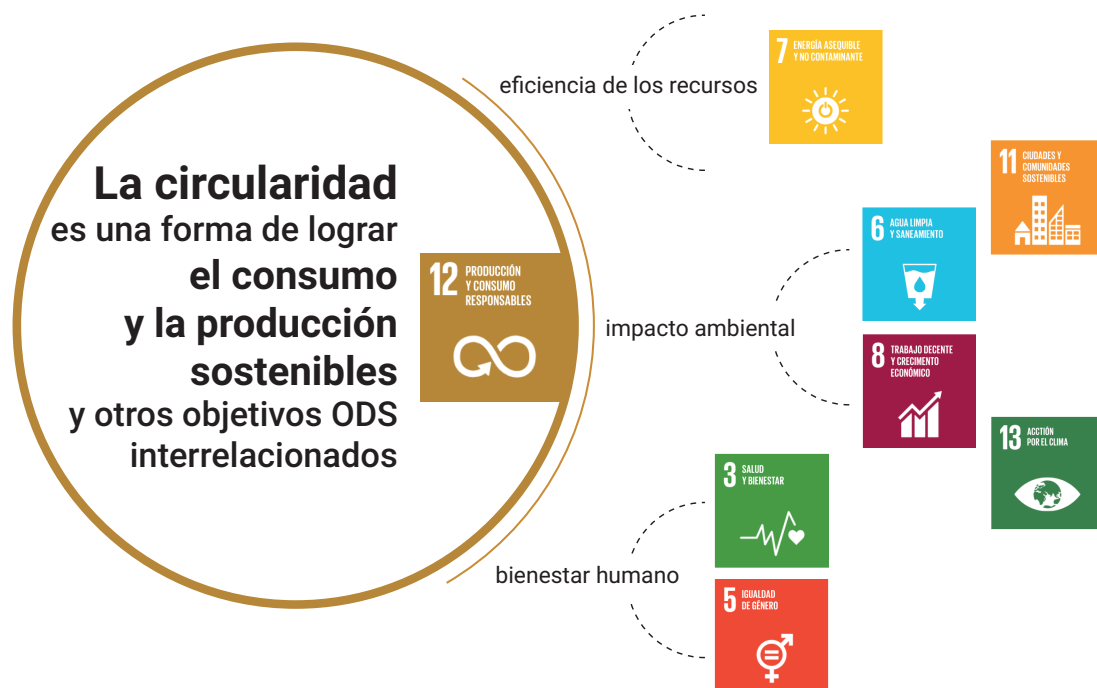 La circularidad
es una forma de lograr
el consumo
y la producción
sostenibles
y otros objetivos ODS
interrelacionados
12 PRODUCCIÓN
Y CONSUMO
RESPONSABLES
eficiencia de los recursos
7 ENERGÍA ASEQUIBLE
Y NO CONTAMINANTE
11 CIUDADES Y
COMUNIDADES
SOSTENIBLES
impacto ambiental
6 AGUA LIMPIA
Y SANEAMIENTO
8 TRABAJO DECENTE
Y CRECIMENTO
ECONÓMICO
13 ACCTIÓN
POR EL CLIMA
bienestar humano
3 SALUD
Y BIENESTAR
5 IGUALDAD
DE GÉNERO